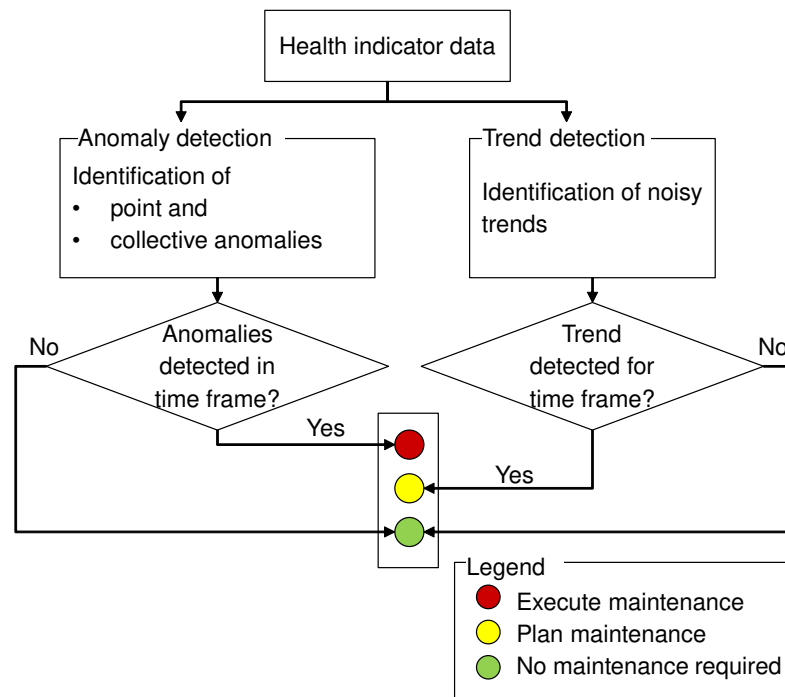 Health indicator data
Anomaly detection
Identification of
• point and
• collective anomalies
Trend detection
Identification of noisy
trends
No
Anomalies
detected in
time frame?
Yes
Trend
detected for
time frame?
No
Yes
Legend
Execute maintenance
Plan maintenance
No maintenance required